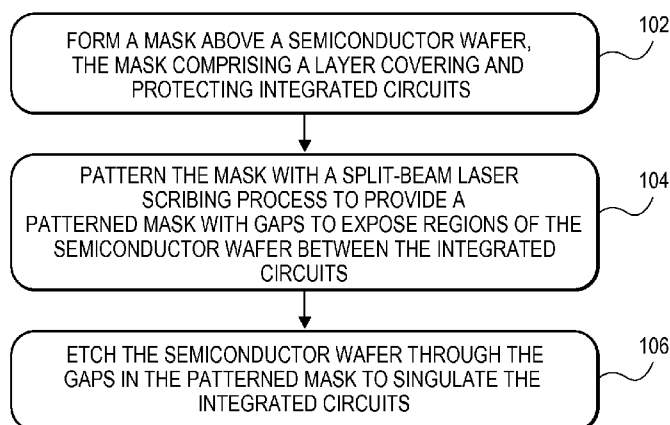 FORM A MASK ABOVE A SEMICONDUCTOR WAFER,
THE MASK COMPRISING A LAYER COVERING AND
PROTECTING INTEGRATED CIRCUITS
102
PATTERN THE MASK WITH A SPLIT-BEAM LASER
SCRIBING PROCESS TO PROVIDE A
PATTERNED MASK WITH GAPS TO EXPOSE REGIONS OF THE
SEMICONDUCTOR WAFER BETWEEN THE INTEGRATED
CIRCUITS
104
ETCH THE SEMICONDUCTOR WAFER THROUGH THE
GAPS IN THE PATTERNED MASK TO SINGULATE THE
INTEGRATED CIRCUITS
106